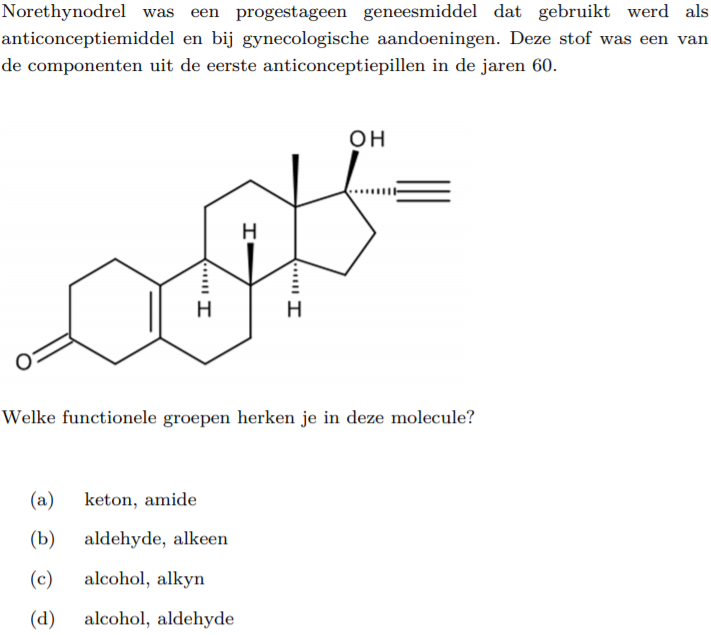 Norethynodrel was een progestageen geneesmiddel dat gebruikt werd als
anticonceptiemiddel en bij gynecologische aandoeningen. Deze stof was een van
de componenten uit de eerste anticonceptiepillen in de jaren 60.
OH
H
H
H
O
Welke functionele groepen herken je in deze molecule?
(a) keton, amide
(b) aldehyde, alkeen
(c) alcohol, alkyn
(d) alcohol, aldehyde